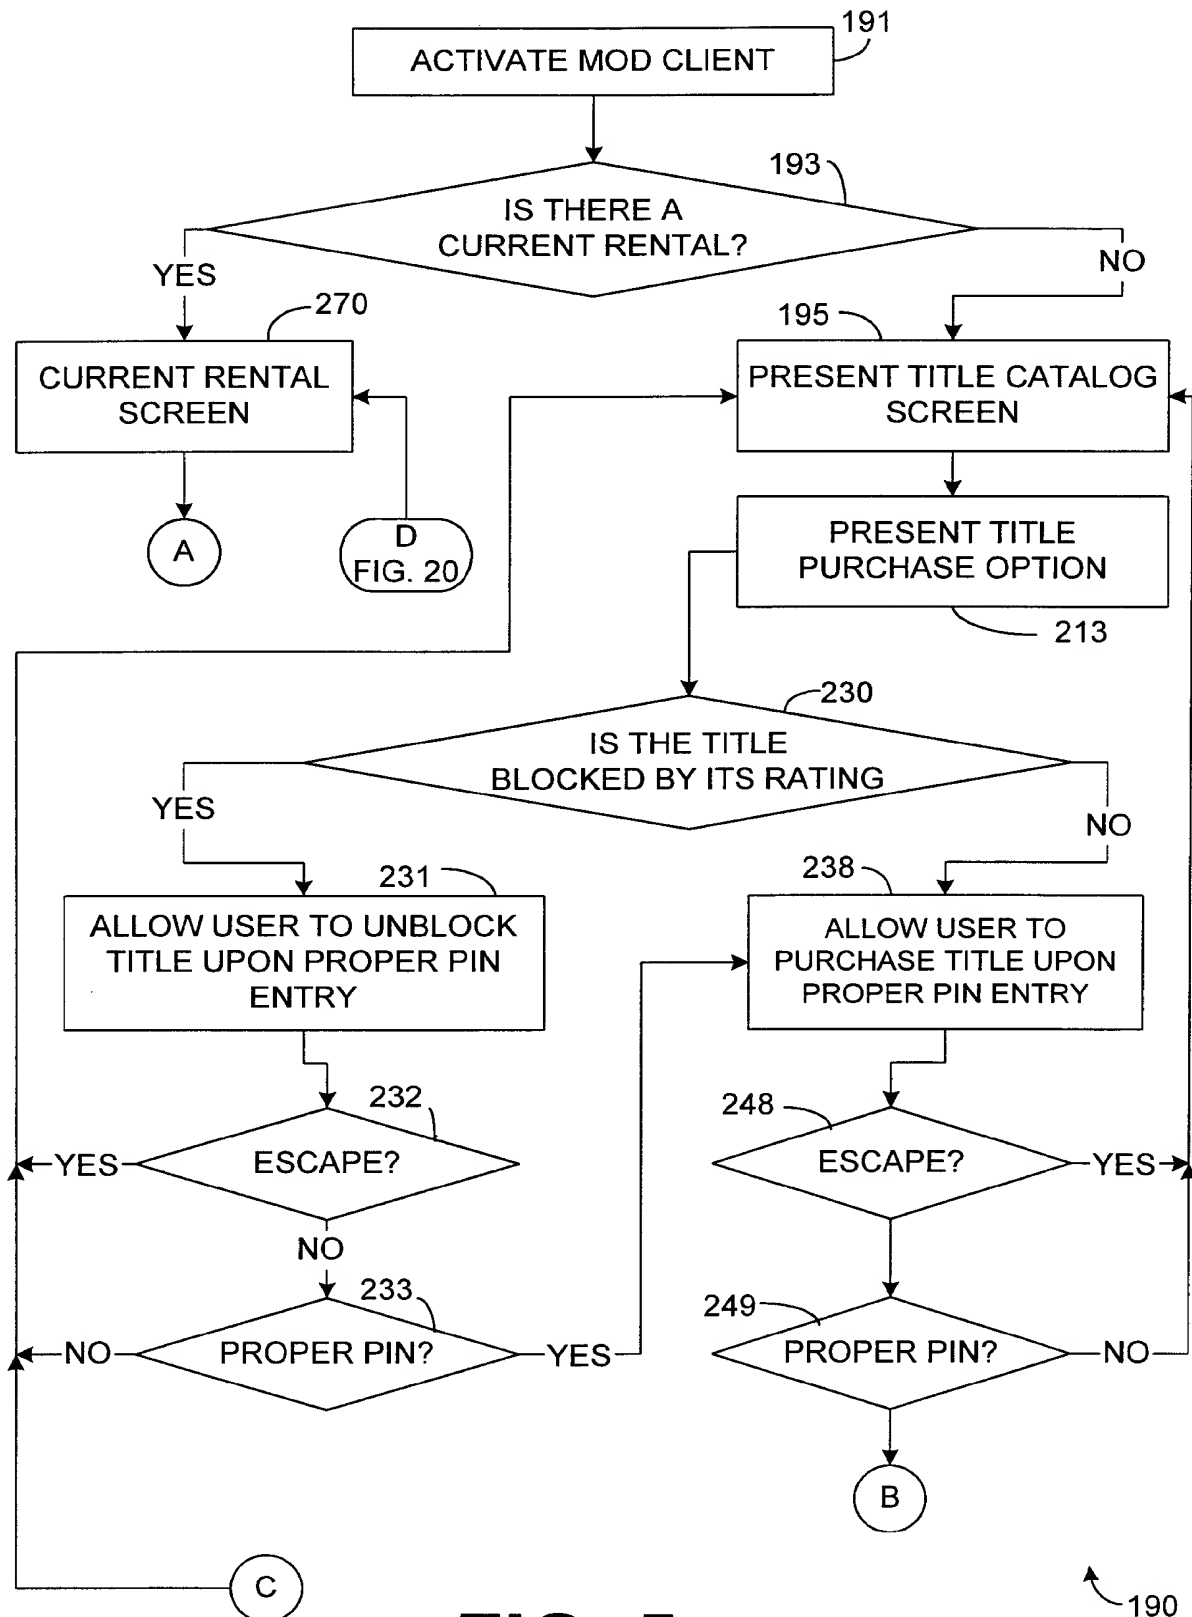 191
ACTIVATE MOD CLIENT
193
IS THERE A
CURRENT RENTAL?
YES
NO
270
195
CURRENT RENTAL
SCREEN
PRESENT TITLE CATALOG
SCREEN
A
D
FIG. 20
PRESENT TITLE
PURCHASE OPTION
213
230
IS THE TITLE
BLOCKED BY ITS RATING
YES
NO
231
238
ALLOW USER TO UNBLOCK
TITLE UPON PROPER PIN
ENTRY
ALLOW USER TO
PURCHASE TITLE UPON
PROPER PIN ENTRY
232
248
YES
ESCAPE?
ESCAPE?
YES
NO
233
249
NO
PROPER PIN?
YES
PROPER PIN?
NO
B
C
190